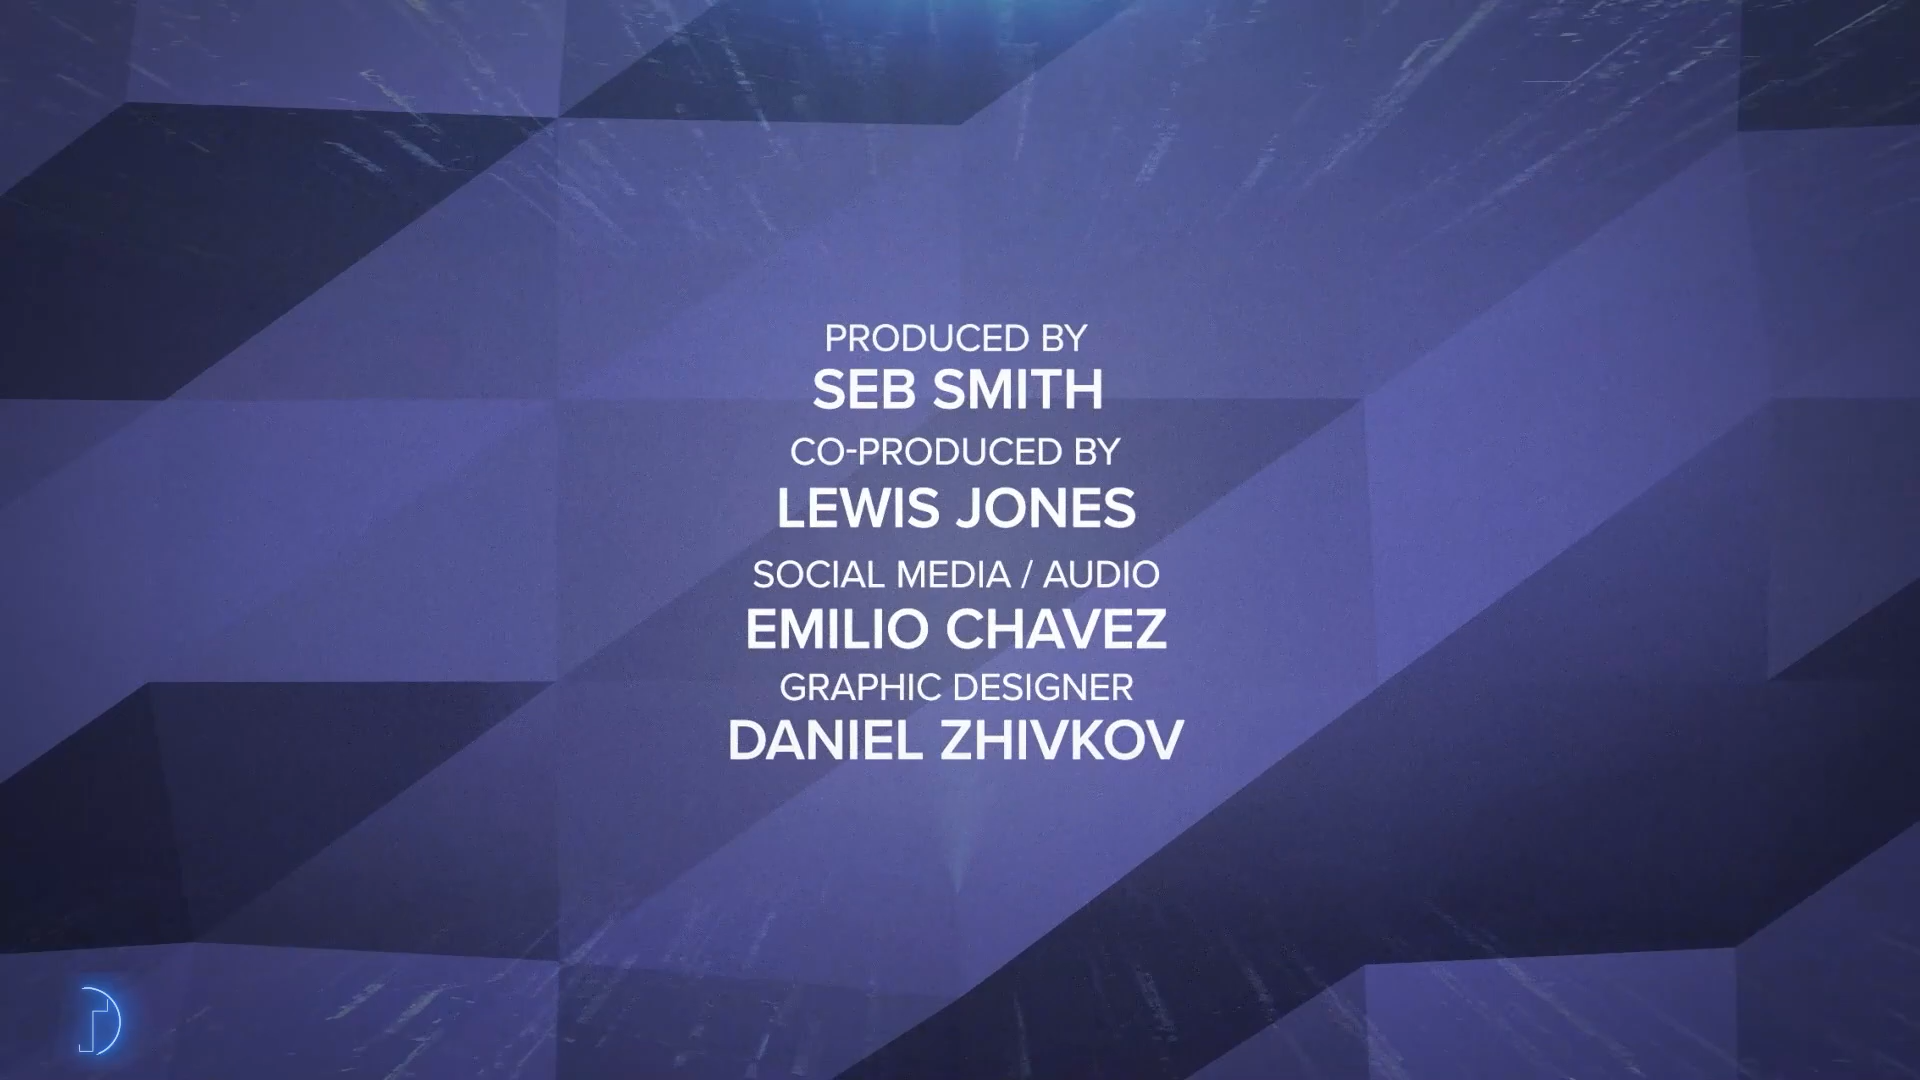 PRODUCED BY
SEB SMITH
CO-PRODUCED BY
LEWIS JONES
SOCIAL MEDIA / AUDIO
EMILIO CHAVEZ
GRAPHIC DESIGNER
DANIEL ZHIVKOV